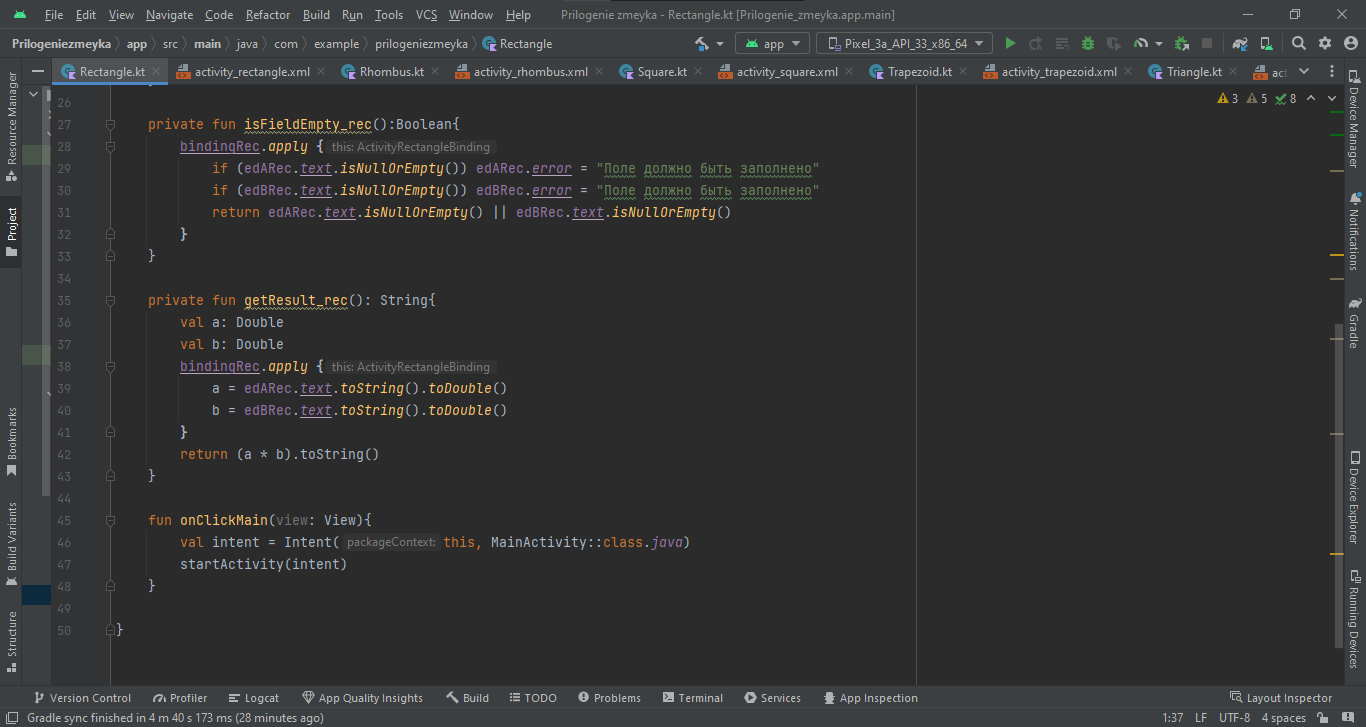 File Edit View Navigate Code Refactor Build Run Tools VCS Window Help Prilogenie zmeyka - Rectangle.kt [Prilogenie_zmeyka.app.main]
Prilogeniezmeyka app src main java com example prilogeniezmeyka Rectangle app Pixel_3a_API_33_x86_64
Rectangle.kt activity_rectangle.xml Rhombus.kt activity_rhombus.xml Square.kt activity_square.xml Trapezoid.kt activity_trapezoid.xml Triangle.kt act
3 5 8
26
27 private fun isFieldEmpty_rec():Boolean{
28 bindingRec.apply { this: ActivityRectangleBinding
29 if (edARec.text.isNullOrEmpty()) edARec.error = "Поле должно быть заполнено"
30 if (edBRec.text.isNullOrEmpty()) edBRec.error = "Поле должно быть заполнено"
31 return edARec.text.isNullOrEmpty() || edBRec.text.isNullOrEmpty()
32 }
33 }
34
35 private fun getResult_rec(): String{
36 val a: Double
37 val b: Double
38 bindingRec.apply { this: ActivityRectangleBinding
39 a = edARec.text.toString().toDouble()
40 b = edBRec.text.toString().toDouble()
41 }
42 return (a * b).toString()
43 }
44
45 fun onClickMain(view: View){
46 val intent = Intent( packageContext: this, MainActivity::class.java)
47 startActivity(intent)
48 }
49
50 }
Resource Manager
Project
Bookmarks
Build Variants
Structure
Device Manager
Notifications
Gradle
Device Explorer
Running Devices
Version Control Profiler Logcat App Quality Insights Build TODO Problems Terminal Services App Inspection Layout Inspector
Gradle sync finished in 4 m 40 s 173 ms (28 minutes ago) 1:37 LF UTF-8 4 spaces